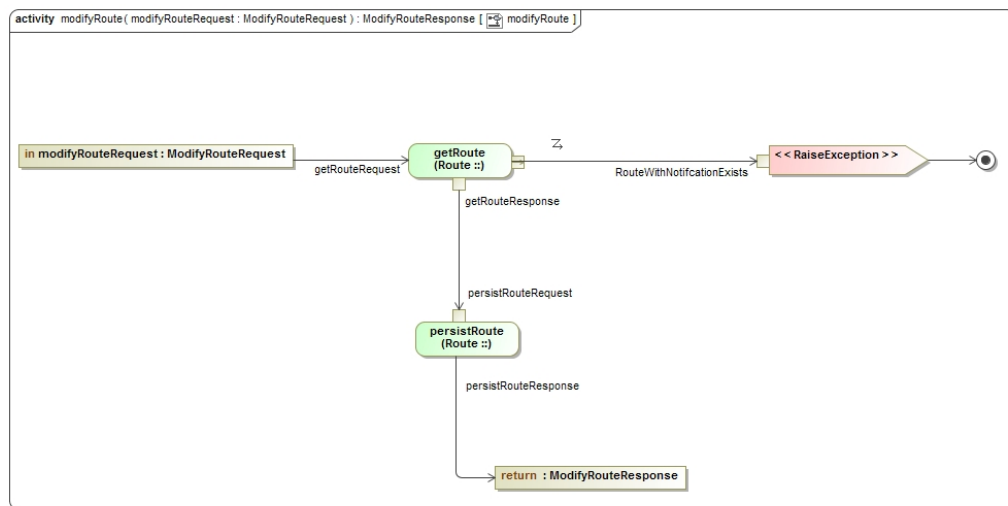 activity modifyRoute( modifyRouteRequest : ModifyRouteRequest ) : ModifyRouteResponse [ modifyRoute ]
in modifyRouteRequest : ModifyRouteRequest
getRouteRequest
getRoute
(Route ::)
RouteWithNotifcationExists
<< RaiseException >>
getRouteResponse
persistRouteRequest
persistRoute
(Route ::)
persistRouteResponse
return : ModifyRouteResponse